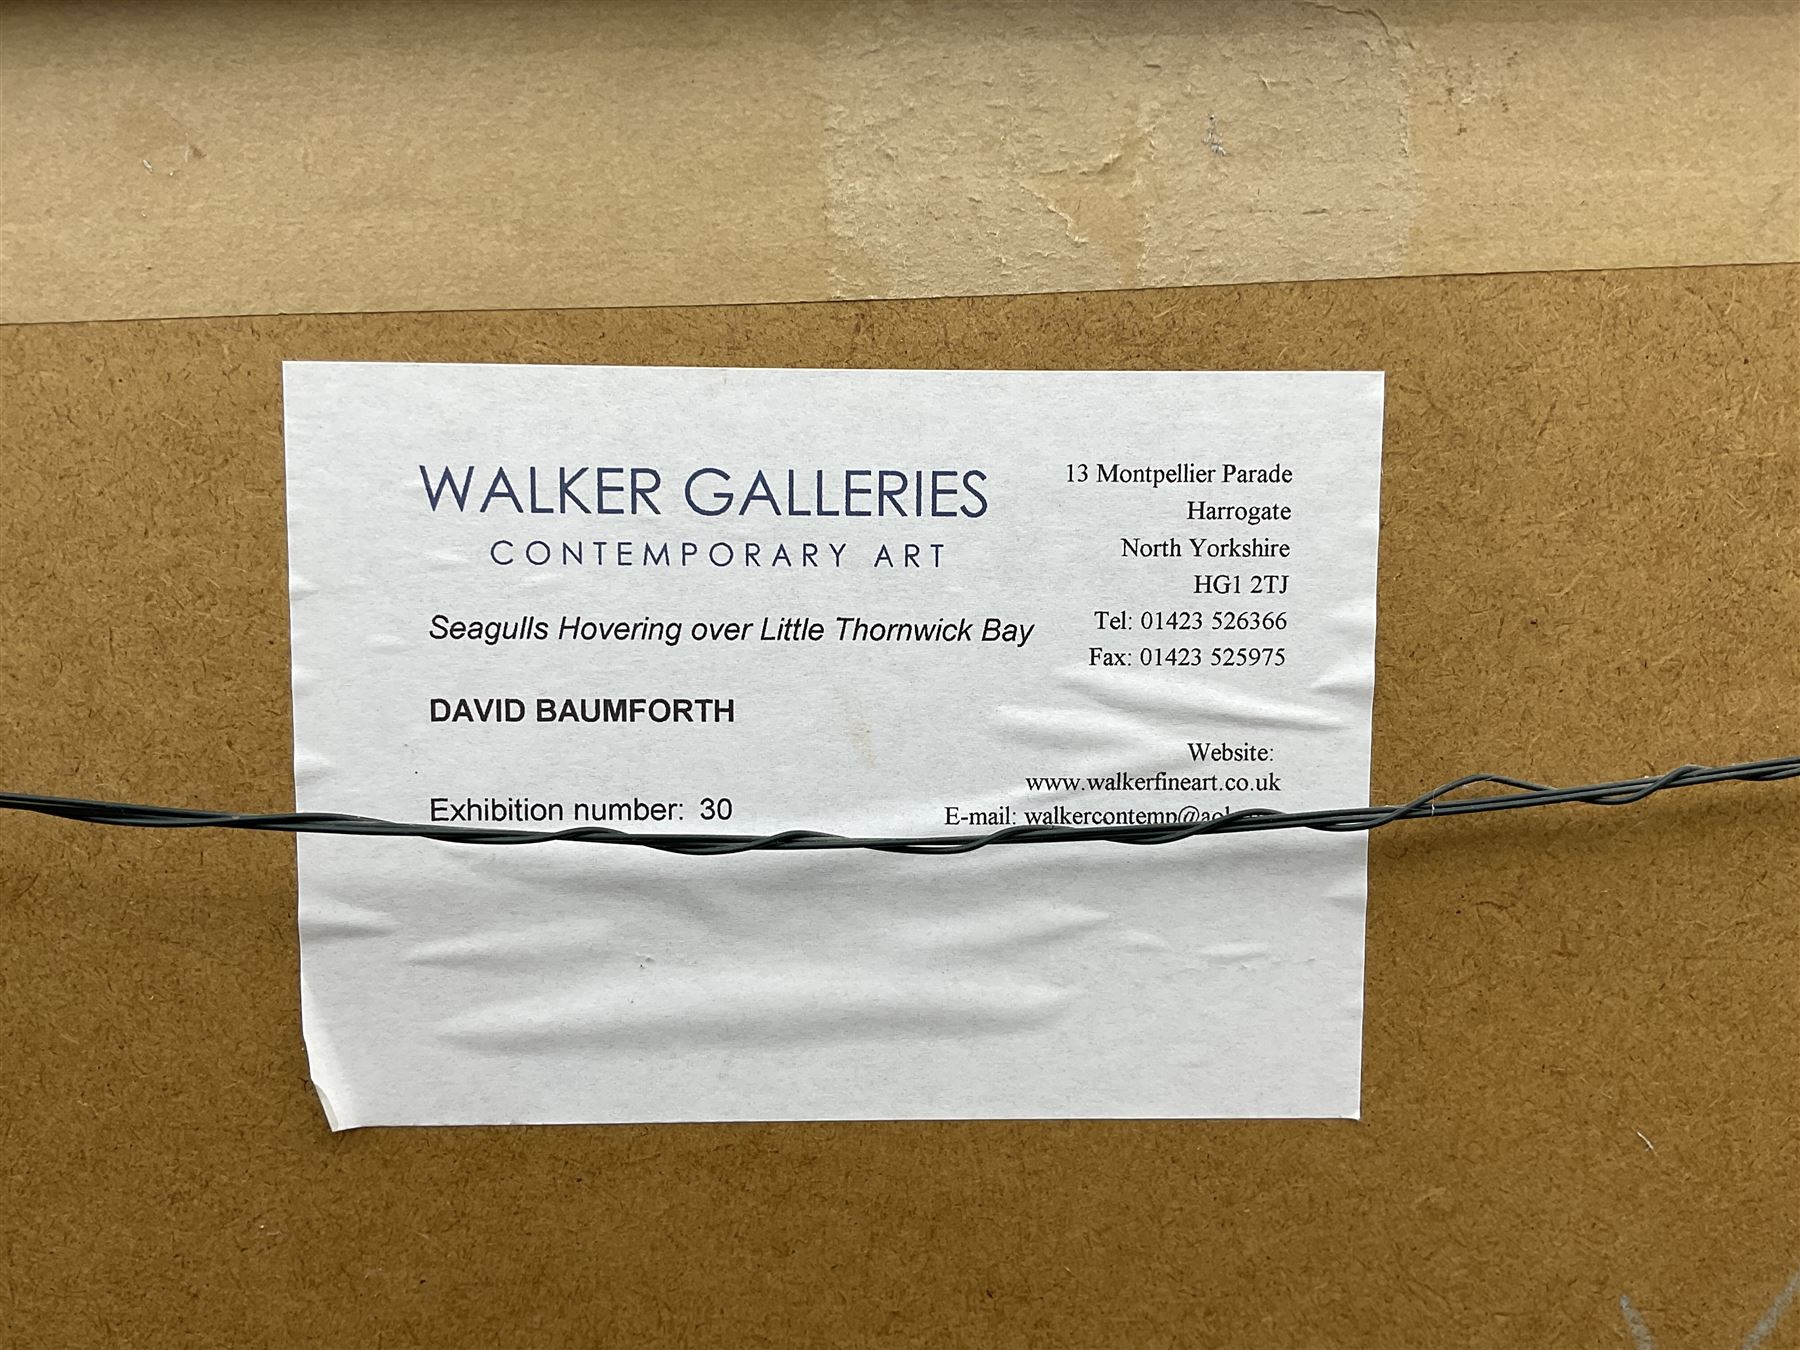 WALKER GALLERIES
CONTEMPORARY ART
Seagulls Hovering over Little Thornwick Bay
DAVID BAUMFORTH
Exhibition number: 30
13 Montpellier Parade
Harrogate
North Yorkshire
HG1 2TJ
Tel: 01423 526366
Fax: 01423 525975
Website:
www.walkerfineart.co.uk
E-mail: